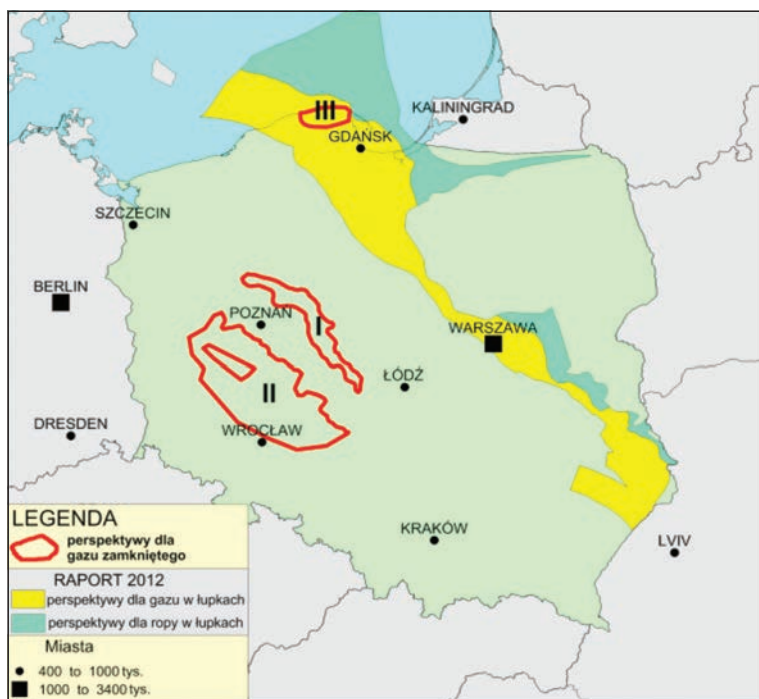 III
KALININGRAD
GDAŃSK
SZCZECIN
BERLIN
POZNAŃ
I
WARSZAWA
II
ŁÓDŹ
DRESDEN
WROCŁAW
KRAKÓW
LVIV
LEGENDA
perspektywy dla
gazu zamkniętego
RAPORT 2012
perspektywy dla gazu w łupkach
perspektywy dla ropy w łupkach
Miasta
400 to 1000 tys.
1000 to 3400 tys.